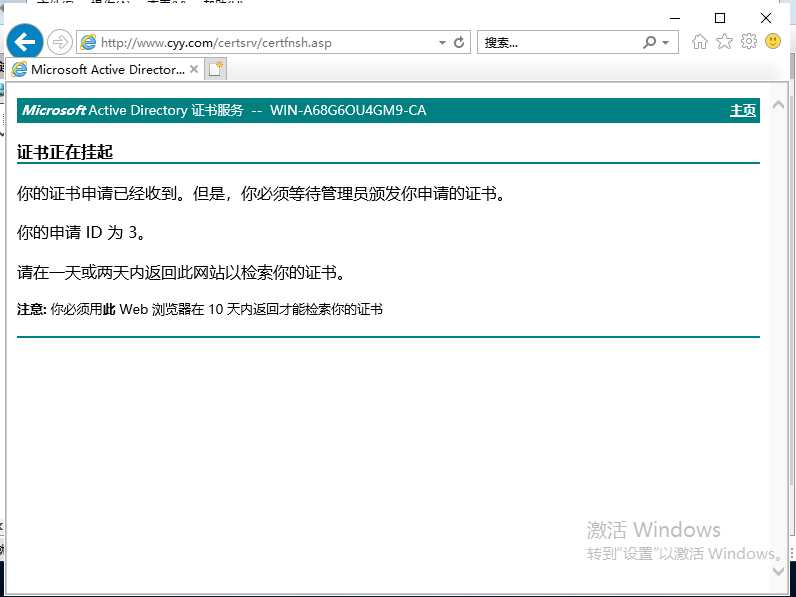 http://www.cyy.com/certsrv/certfnsh.asp
搜索...
Microsoft Active Director...
Microsoft Active Directory 证书服务 -- WIN-A68G6OU4GM9-CA
主页
证书正在挂起
你的证书申请已经收到。但是，你必须等待管理员颁发你申请的证书。
你的申请 ID 为 3。
请在一天或两天内返回此网站以检索你的证书。
注意: 你必须用此 Web 浏览器在 10 天内返回才能检索你的证书
激活 Windows
转到"设置"以激活 Windows。